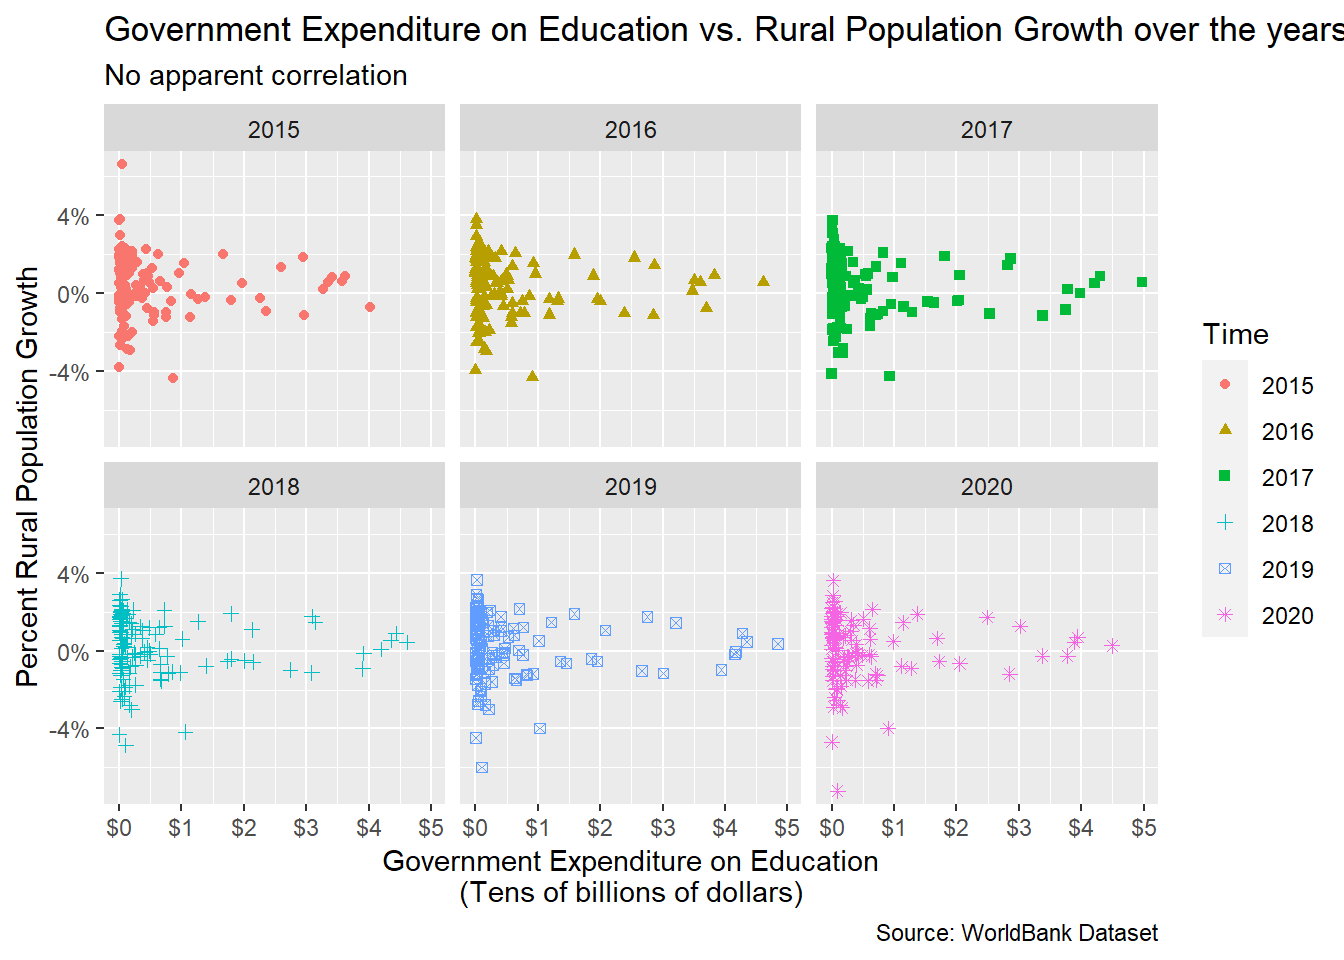 Government Expenditure on Education vs. Rural Population Growth over the years
No apparent correlation
2015 2016 2017
4%
0%
-4%
2018 2019 2020
4%
0%
-4%
$0 $1 $2 $3 $4 $5 $0 $1 $2 $3 $4 $5 $0 $1 $2 $3 $4 $5
Percent Rural Population Growth
Government Expenditure on Education
(Tens of billions of dollars)
Time
2015
2016
2017
2018
2019
2020
Source: WorldBank Dataset